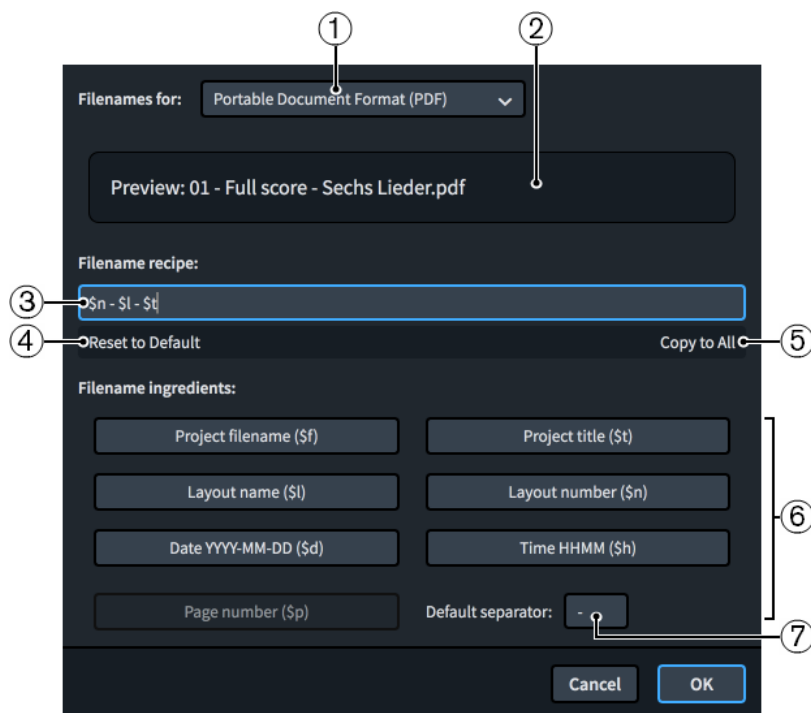 ① ②
Filenames for: Portable Document Format (PDF)
Preview: 01 - Full score - Sechs Lieder.pdf
Filename recipe:
③ $n - $l - $t
④ Reset to Default Copy to All ⑤
Filename ingredients:
Project filename ($f) Project title ($t)
Layout name ($l) Layout number ($n)
⑥
Date YYYY-MM-DD ($d) Time HHMM ($h)
Page number ($p) Default separator: -
⑦
Cancel OK